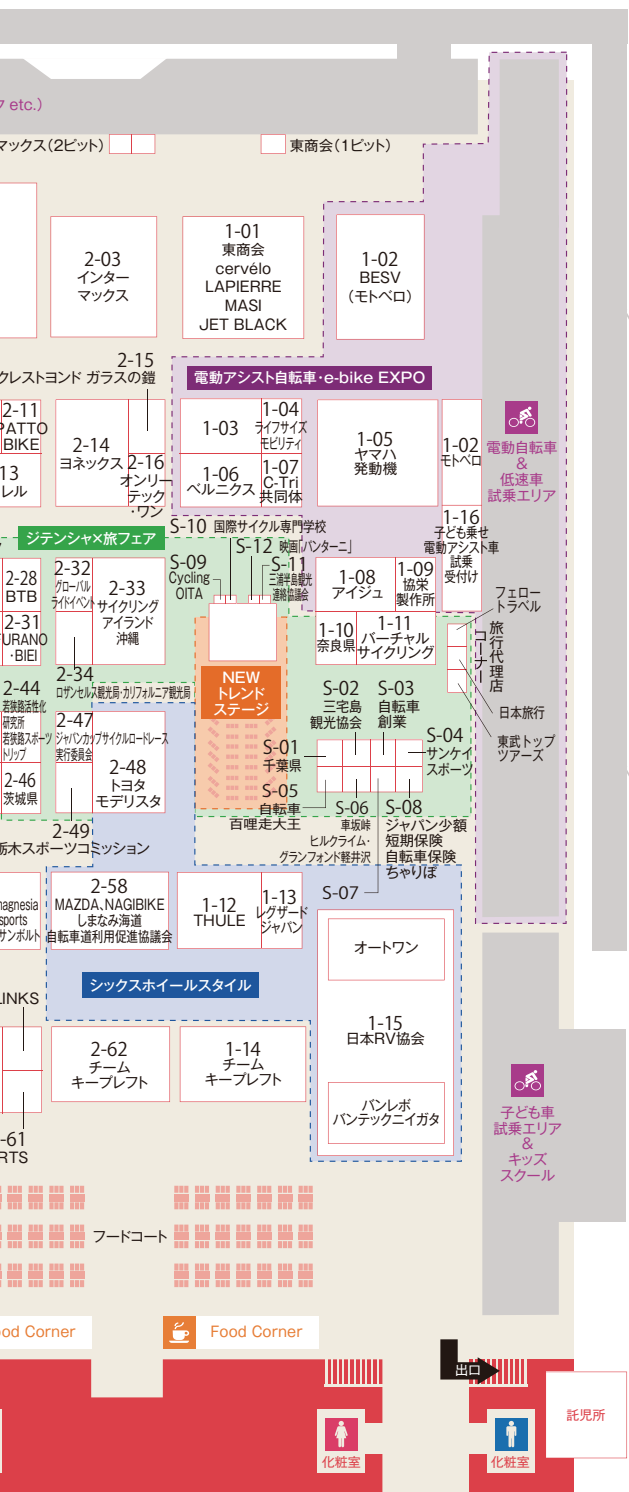 etc.)
マックス(2ピット)
東商会(1ピット)
2-03
インター
マックス
1-01
東商会
cervélo
LAPIERRE
MASI
JET BLACK
1-02
BESV
(モトベロ)
2-15
クレストヨンド ガラスの鎧
電動アシスト自転車・e-bike EXPO
2-11
PATTO
BIKE
13
レル
2-14
ヨネックス
2-16
オンリー
テック
・ワン
1-03
1-04
ライフサイズ
モビリティ
1-06
ベルニクス
1-07
C-Tri
共同体
1-05
ヤマハ
発動機
1-02
モトベロ
電動自転車
&
低速車
試乗エリア
1-16
子ども乗せ
電動アシスト車
試乗
受付け
ジテンシャ×旅フェア
S-10 国際サイクル専門学校
S-12 映画「パンターニ」
S-09
Cycling
OITA
S-11
三浦半島観光
連絡協議会
2-28
BTB
2-31
FURANO
・BIEI
2-32
グローバル
ライドイベント
2-33
サイクリング
アイランド
沖縄
1-08
アイジュ
1-09
協栄
製作所
1-10
奈良県
1-11
バーチャル
サイクリング
フェロー
トラベル
旅行代理店
コーナー
日本旅行
東武トップ
ツアーズ
2-34
ロサンゼルス観光局・カリフォルニア観光局
NEW
トレンド
ステージ
2-44
若狭路活性化
研究所
若狭路スポーツ
トリップ
2-46
茨城県
2-47
ジャパンカップサイクルロードレース
実行委員会
2-48
トヨタ
モデリスタ
2-49
栃木スポーツコミッション
S-02
三宅島
観光協会
S-03
自転車
創業
S-04
サンケイ
スポーツ
S-01
千葉県
S-05
自転車
百哩走大王
S-06
車坂峠
ヒルクライム・
グランフォンド軽井沢
S-08
ジャパン少額
短期保険
自転車保険
ちゃりぽ
S-07
magnesia
sports
サンボルト
2-58
MAZDA、NAGIBIKE
しまなみ海道
自転車道利用促進協議会
1-12
THULE
1-13
レグザード
ジャパン
シックスホイールスタイル
オートワン
1-15
日本RV協会
バンレボ
バンテックニイガタ
LINKS
2-62
チーム
キープレフト
1-14
チーム
キープレフト
-61
RTS
子ども車
試乗エリア
&
キッズ
スクール
フードコート
ood Corner
Food Corner
出口
化粧室
化粧室
託児所